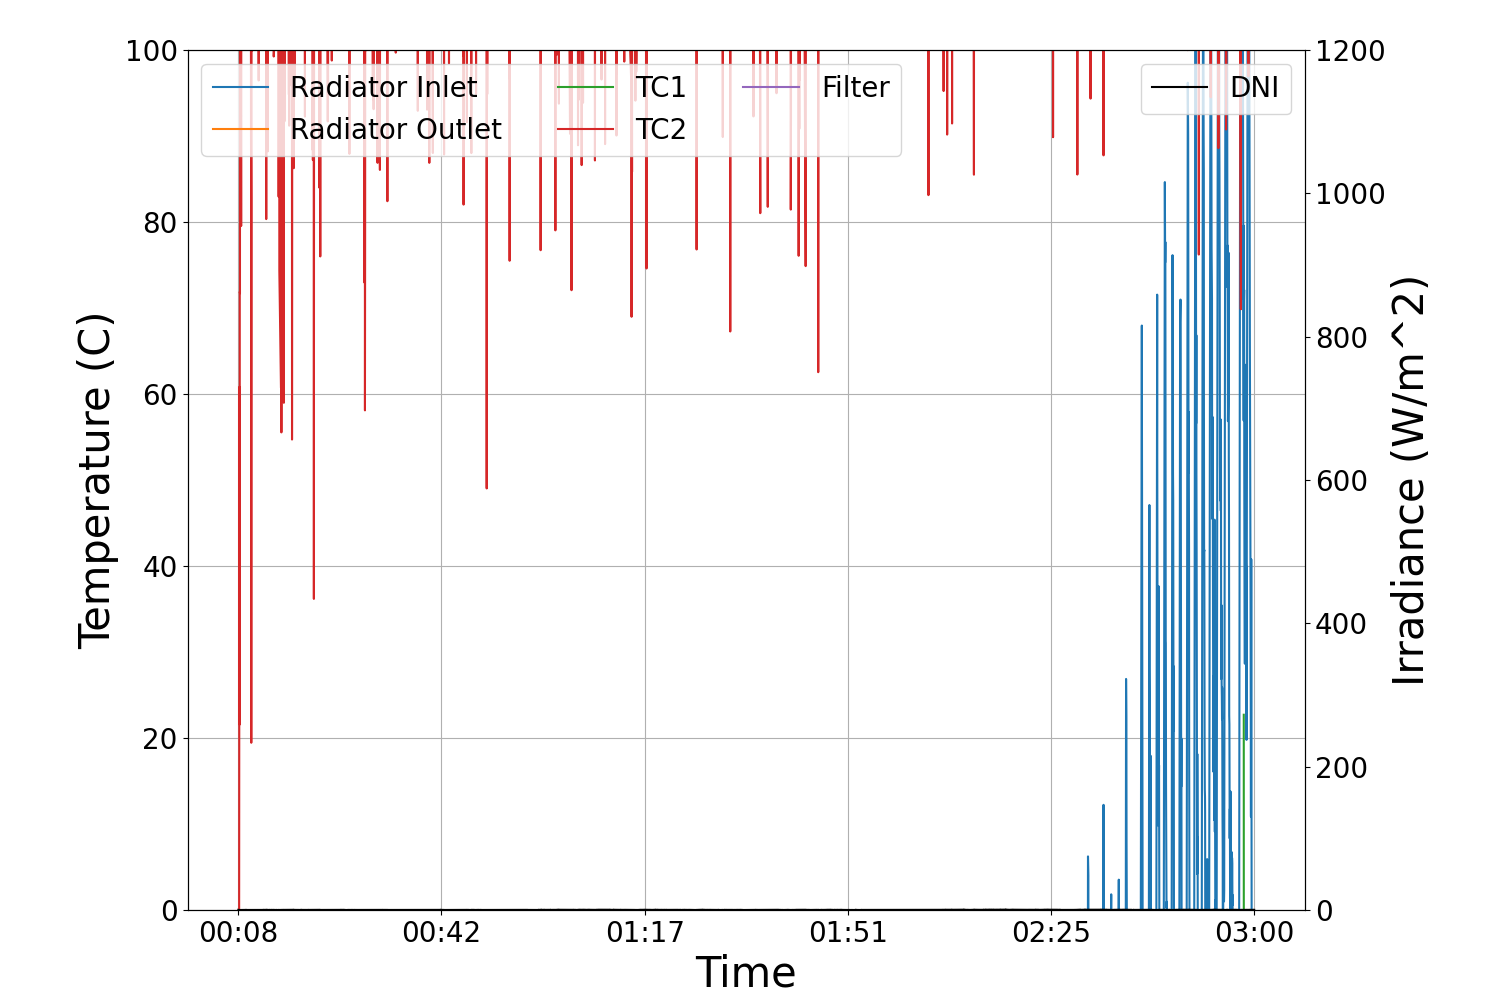 100
80
60
40
20
0
Temperature (C)
Radiator Inlet
Radiator Outlet
TC1
TC2
Filter
DNI
1200
1000
800
600
400
200
0
Irradiance (W/m^2)
00:08 00:42 01:17 01:51 02:25 03:00
Time